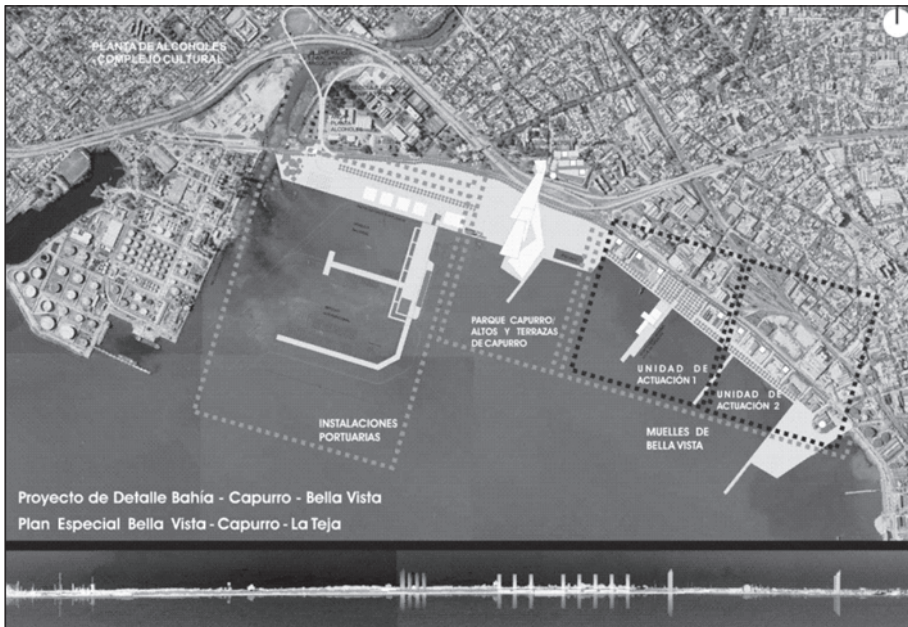 PLANTA DE ALCOHOLES
COMPLEJO CULTURAL
ALCOHOLES
PARQUE CAPURRO/
ALTOS Y TERRAZAS
DE CAPURRO
UNIDAD DE
ACTUACIÓN 1
UNIDAD DE
ACTUACIÓN 2
INSTALACIONES
PORTUARIAS
MUELLES DE
BELLA VISTA
Proyecto de Detalle Bahía - Capurro - Bella Vista
Plan Especial Bella Vista - Capurro - La Teja